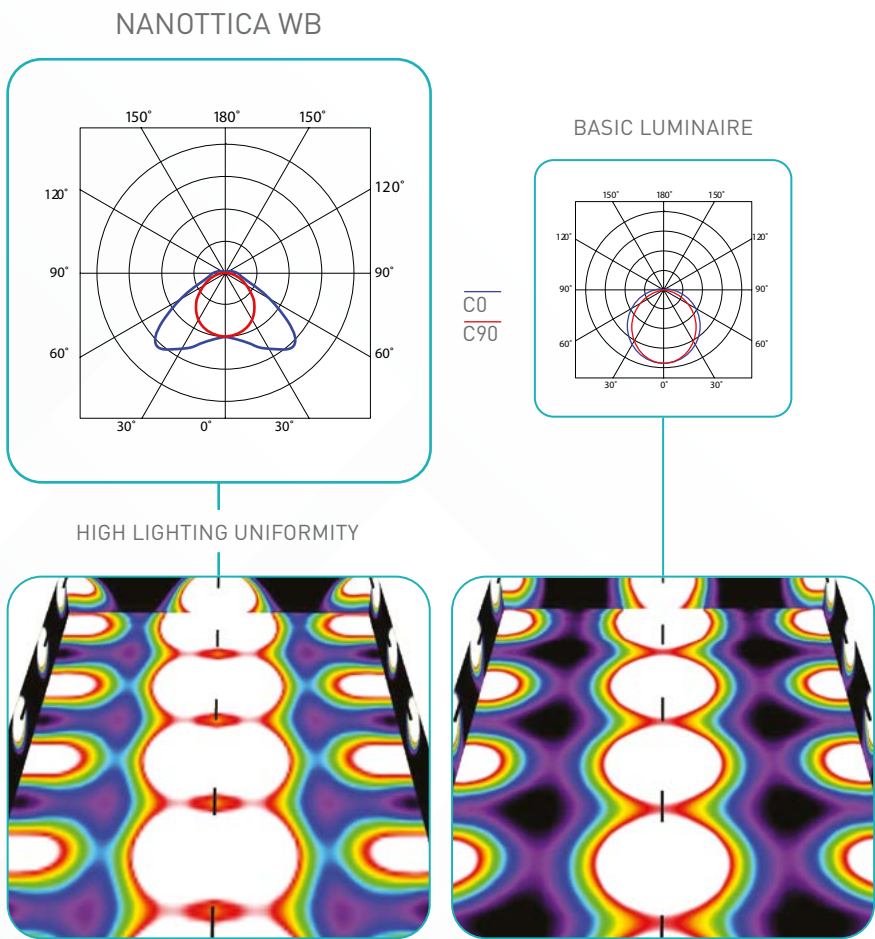 NANOTTICA WB
150° 180° 150°
120° 120°
90° 90°
60° 60°
30° 0° 30°
BASIC LUMINAIRE
150° 180° 150°
120° 120°
90° 90°
60° 60°
30° 0° 30°
C0
C90
HIGH LIGHTING UNIFORMITY